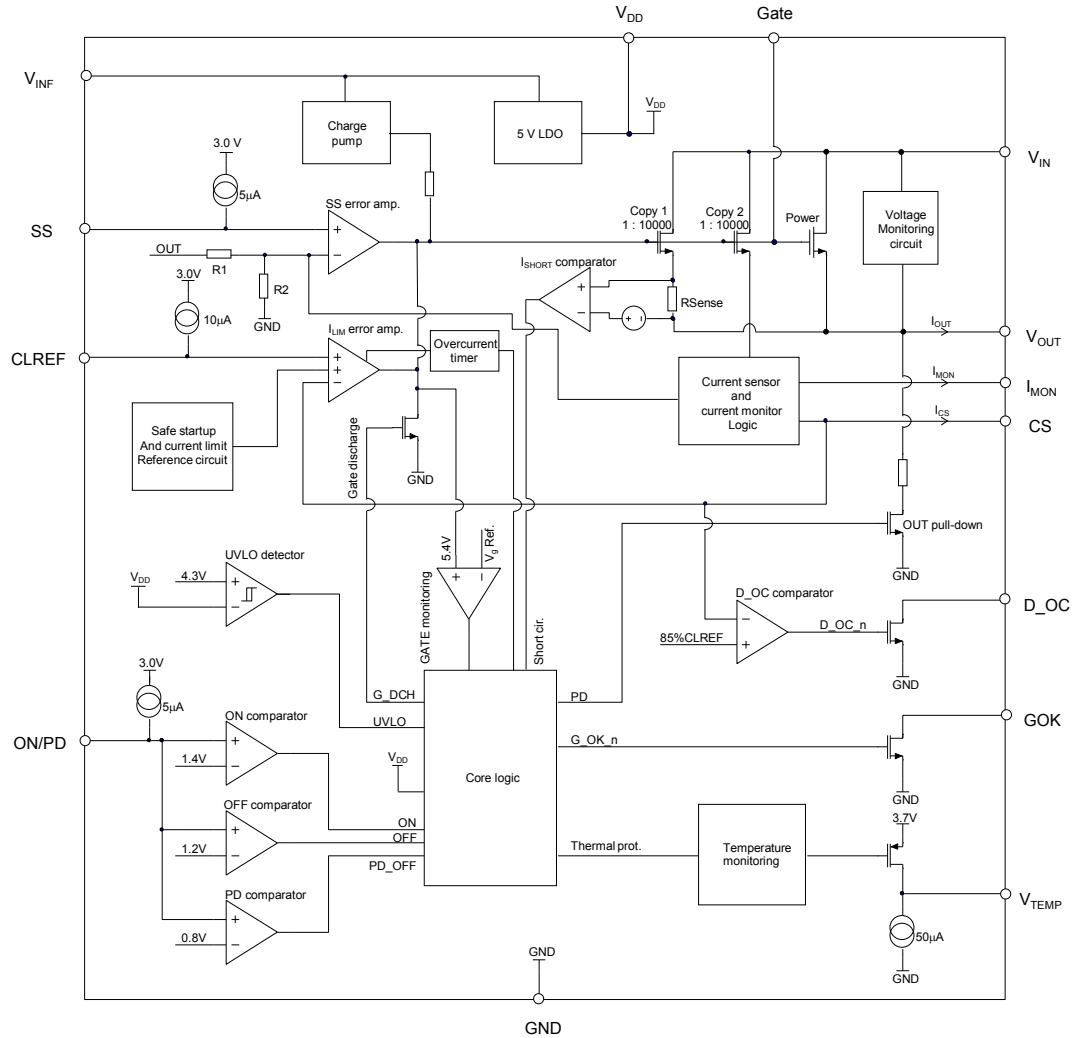 VDD
Gate
VINF
VDD
Charge
pump
5 V LDO
3.0 V
5μA
VIN
SS error amp.
Copy 1
1 : 10000
Copy 2
1 : 10000
Power
Voltage
Monitoring
circuit
SS
OUT
R1
ISHORT comparator
R2
RSense
3.0V
GND
10μA
IOUT
VOUT
ILIM error amp.
CLREF
Overcurrent
timer
IMON
IMON
Current sensor
and
current monitor
Logic
ICS
CS
Safe startup
And current limit
Reference circuit
Gate discharge
GND
OUT pull-down
5.4V
Vg Ref.
UVLO detector
VDD
4.3V
GND
D_OC comparator
D_OC
D_OC_n
85%CLREF
GATE monitoring
Short cir.
3.0V
GND
5μA
G_DCH
PD
ON comparator
UVLO
GOK
ON/PD
G_OK_n
1.4V
VDD
Core logic
GND
OFF comparator
3.7V
ON
OFF
1.2V
Thermal prot.
Temperature
monitoring
PD_OFF
PD comparator
VTEMP
0.8V
50μA
GND
GND
GND